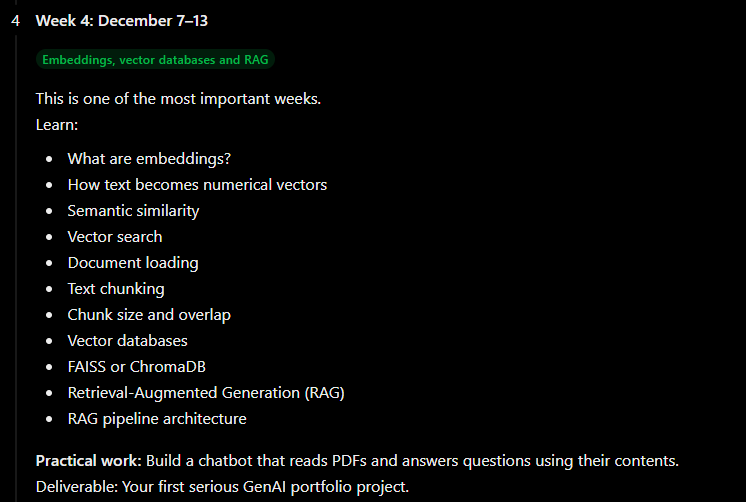 4 Week 4: December 7–13
Embeddings, vector databases and RAG
This is one of the most important weeks.
Learn:
• What are embeddings?
• How text becomes numerical vectors
• Semantic similarity
• Vector search
• Document loading
• Text chunking
• Chunk size and overlap
• Vector databases
• FAISS or ChromaDB
• Retrieval-Augmented Generation (RAG)
• RAG pipeline architecture
Practical work: Build a chatbot that reads PDFs and answers questions using their contents.
Deliverable: Your first serious GenAI portfolio project.